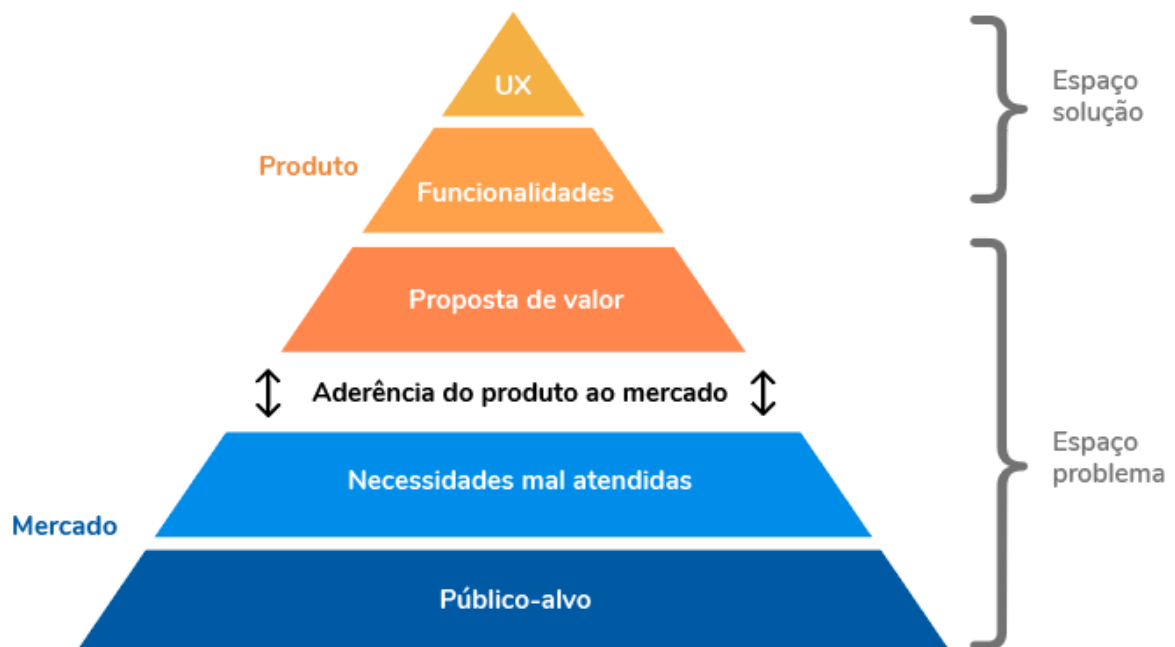 UX
Espaço
solução
Produto
Funcionalidades
Proposta de valor
Aderência do produto ao mercado
Espaço
problema
Necessidades mal atendidas
Mercado
Público-alvo